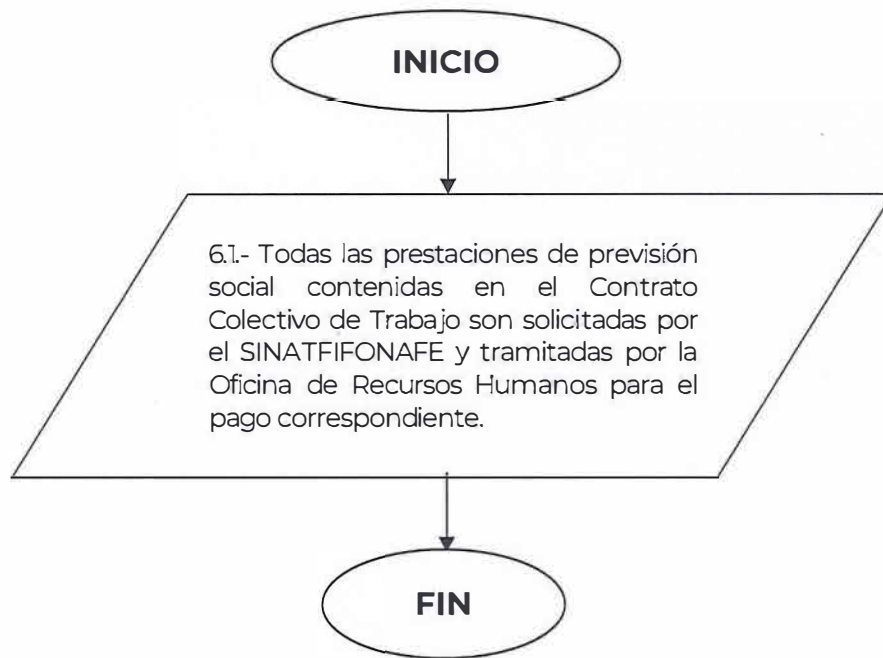 INICIO
6.1.- Todas las prestaciones de previsión
social contenidas en el Contrato
Colectivo de Trabajo son solicitadas por
el SINATFIFONAFE y tramitadas por la
Oficina de Recursos Humanos para el
pago correspondiente.
FIN